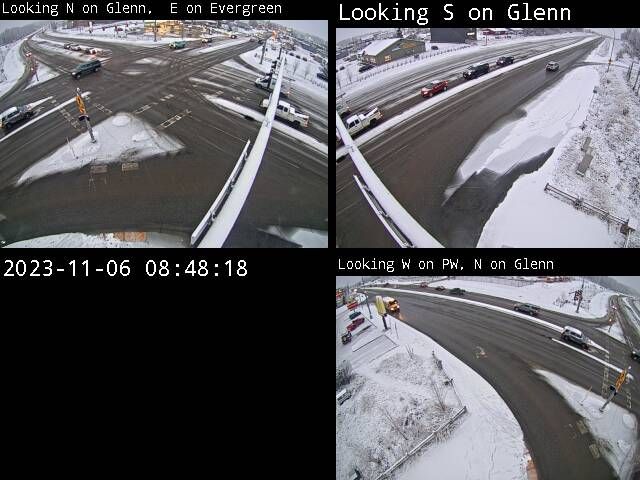 Looking N on Glenn,  E on Evergreen
Looking S on Glenn
2023-11-06 08:48:18
Looking W on PW, N on Glenn